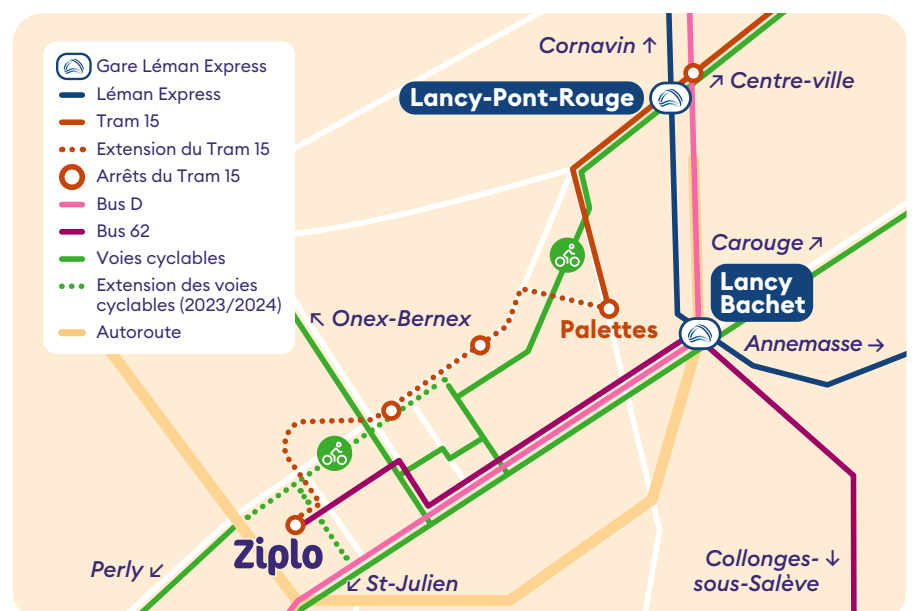 Gare Léman Express
Léman Express
Tram 15
Extension du Tram 15
Arrêts du Tram 15
Bus D
Bus 62
Voies cyclables
Extension des voies
cyclables (2023/2024)
Autoroute
Cornavin ↑
↗ Centre-ville
Lancy-Pont-Rouge
Carouge ↗
Lancy
Bachet
↖ Onex-Bernex
Palettes
Annemasse →
Ziplo
Perly ↙
↙ St-Julien
Collonges- ↓
sous-Salève